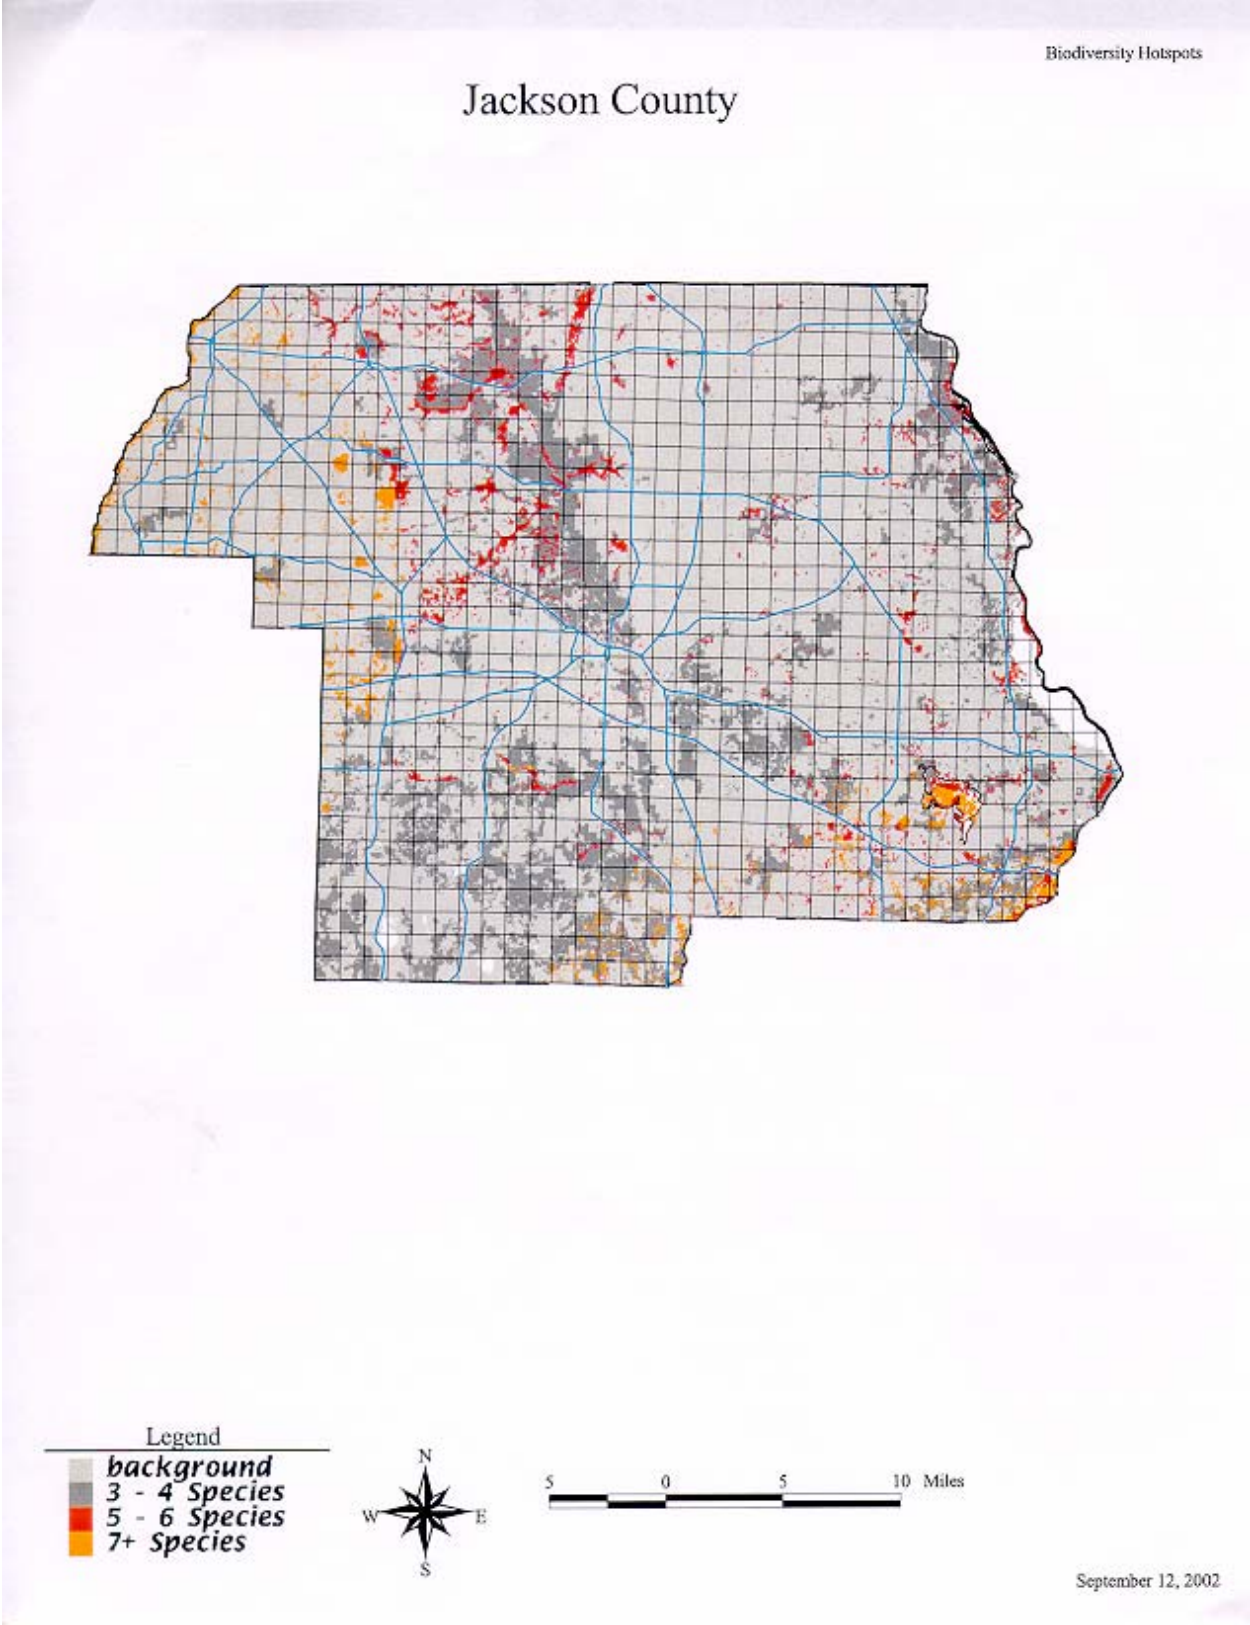 Biodiversity Hotspots
Jackson County
Legend
background
3 - 4 Species
5 - 6 Species
7+ Species
N
W E
S
5 0 5 10 Miles
September 12, 2002